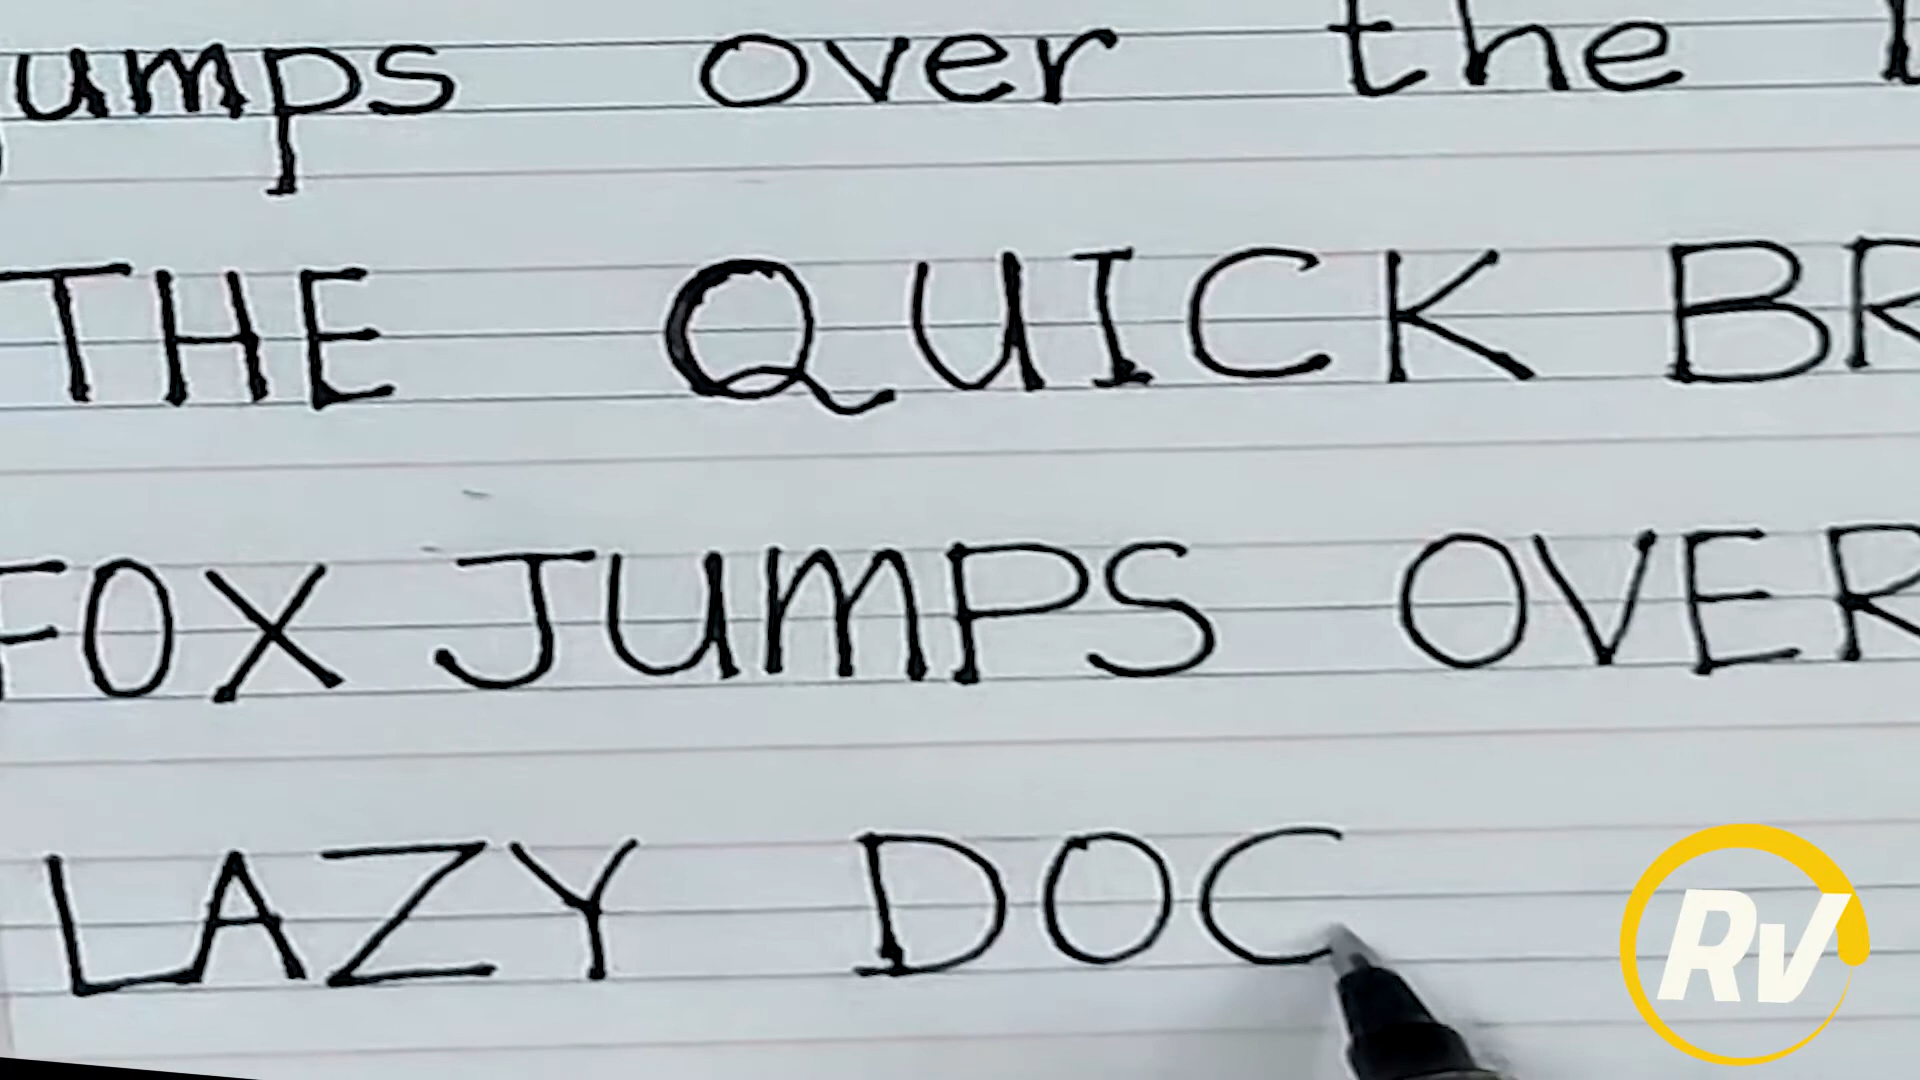 umps over the l
THE QUICK BR
FOX JUMPS OVER
LAZY DOC
RV